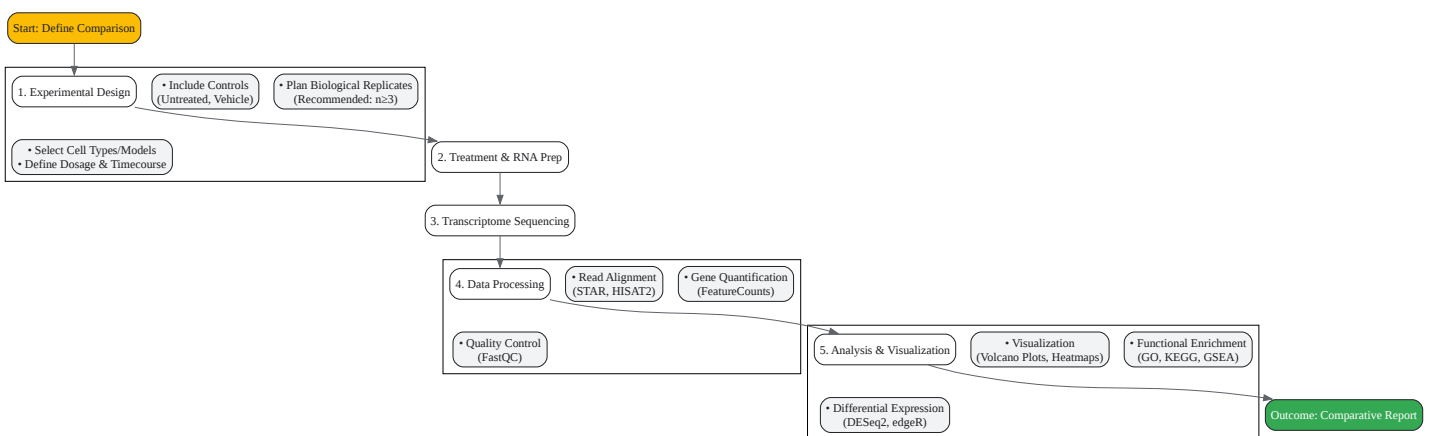 Start: Define Comparison
1. Experimental Design
• Include Controls
(Untreated, Vehicle)
• Plan Biological Replicates
(Recommended: n≥3)
• Select Cell Types/Models
• Define Dosage & Timecourse
2. Treatment & RNA Prep
3. Transcriptome Sequencing
4. Data Processing
• Read Alignment
(STAR, HISAT2)
• Gene Quantification
(FeatureCounts)
• Quality Control
(FastQC)
5. Analysis & Visualization
• Visualization
(Volcano Plots, Heatmaps)
• Functional Enrichment
(GO, KEGG, GSEA)
• Differential Expression
(DESeq2, edgeR)
Outcome: Comparative Report